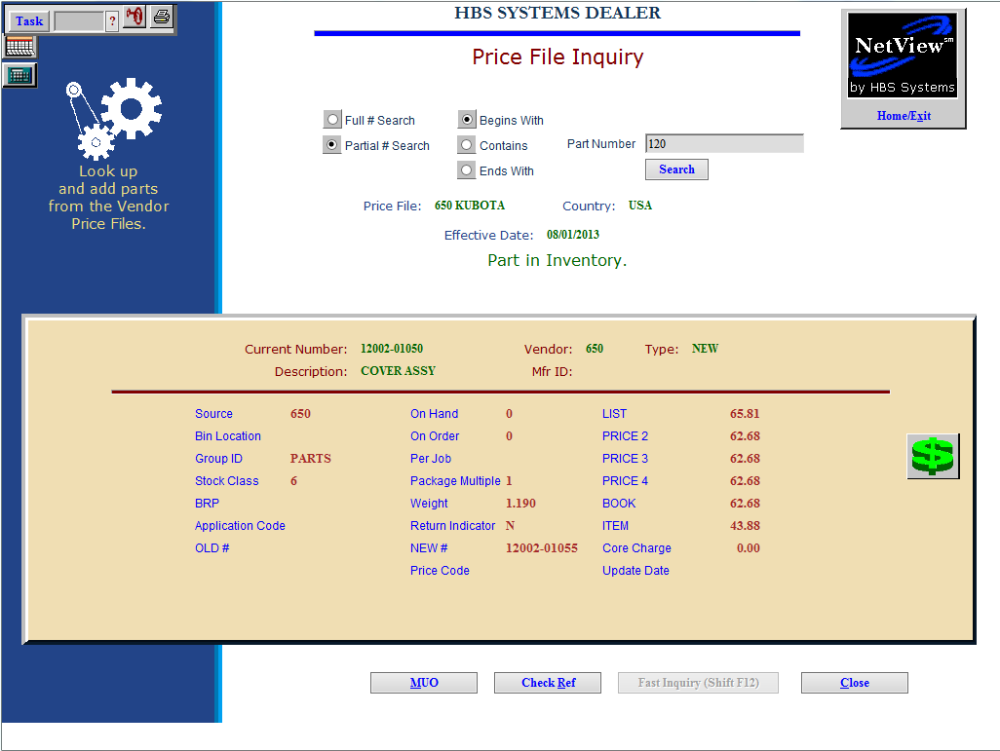 HBS SYSTEMS DEALER
Task ?
Price File Inquiry
NetView℠
by HBS Systems
Home/Exit
Full # Search Begins With
Partial # Search Contains Part Number 120
Ends With Search
Look up
and add parts
from the Vendor
Price Files.
Price File: 650 KUBOTA Country: USA
Effective Date: 08/01/2013
Part in Inventory.
Current Number: 12002-01050 Vendor: 650 Type: NEW
Description: COVER ASSY Mfr ID:
Source 650 On Hand 0 LIST 65.81
Bin Location On Order 0 PRICE 2 62.68
Group ID PARTS Per Job PRICE 3 62.68
Stock Class 6 Package Multiple 1 PRICE 4 62.68
BRP Weight 1.190 BOOK 62.68
Application Code Return Indicator N ITEM 43.88
OLD # NEW # 12002-01055 Core Charge 0.00
Price Code Update Date
$
MUO Check Ref Fast Inquiry (Shift F12) Close